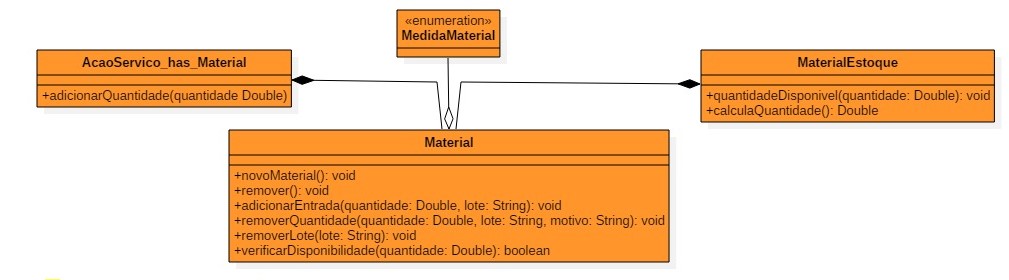 «enumeration»
MedidaMaterial
AcaoServico_has_Material
+adicionarQuantidade(quantidade Double)
MaterialEstoque
+quantidadeDisponivel(quantidade: Double): void
+calculaQuantidade(): Double
Material
+novoMaterial(): void
+remover(): void
+adicionarEntrada(quantidade: Double, lote: String): void
+removerQuantidade(quantidade: Double, lote: String, motivo: String): void
+removerLote(lote: String): void
+verificarDisponibilidade(quantidade: Double): boolean